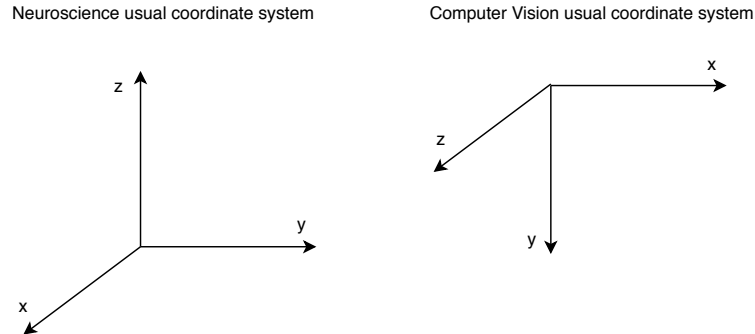 Neuroscience usual coordinate system
Computer Vision usual coordinate system
z
y
x
x
z
y